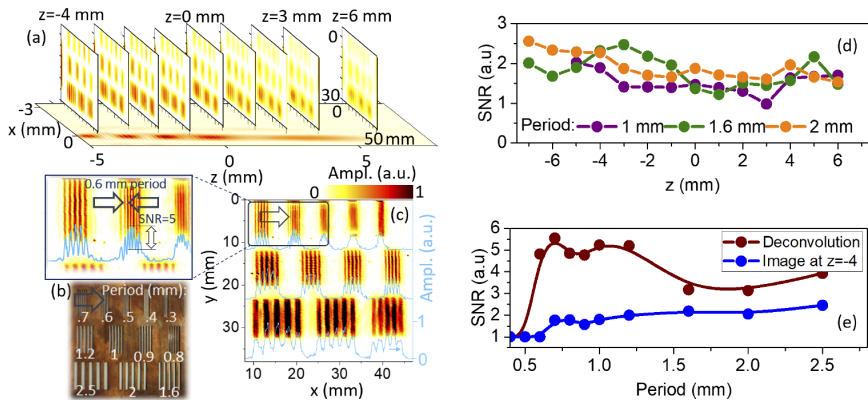 (a)
z=-4 mm
z=0 mm
z=3 mm
z=6 mm
0
30
-3
x (mm)
0
50 mm
-5
0
5
z (mm)
0.6 mm period
SNR=5
(b)
Period (mm):
.7 .6 .5 .4 .3
1.2 1 0.9 0.8
2.5 2 1.6
Ampl. (a.u.)
0 1
(c)
0
10
20
30
y (mm)
10 20 30 40
x (mm)
Ampl. (a.u.)
1
0
(d)
3
2
1
0
SNR (a.u)
Period: 1 mm 1.6 mm 2 mm
-6 -4 -2 0 2 4 6
z (mm)
6
5
4
3
2
1
SNR (a.u)
Deconvolution
Image at z=-4
(e)
0.5 1.0 1.5 2.0 2.5
Period (mm)